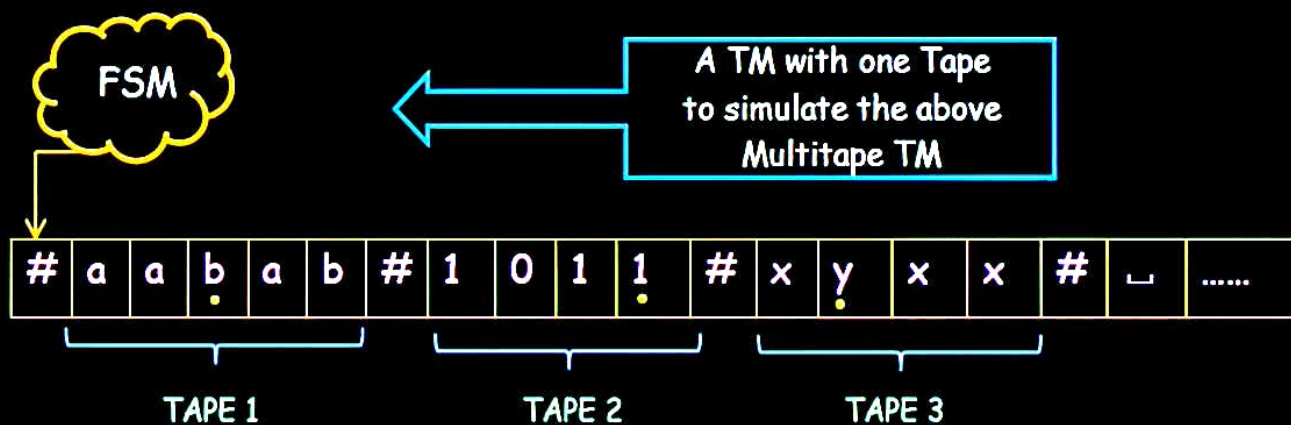 FSM
A TM with one Tape
to simulate the above
Multitape TM
# a a b a b # 1 0 1 1 # x y x x # ⎵ ......
TAPE 1 TAPE 2 TAPE 3